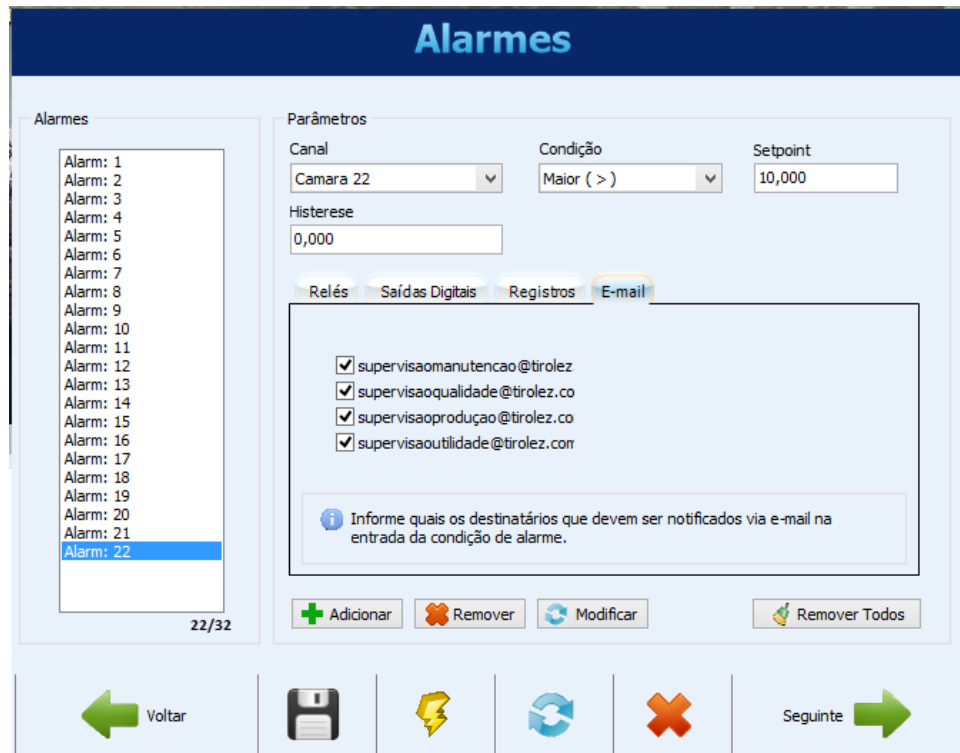 Alarmes
Alarmes
Alarm: 1
Alarm: 2
Alarm: 3
Alarm: 4
Alarm: 5
Alarm: 6
Alarm: 7
Alarm: 8
Alarm: 9
Alarm: 10
Alarm: 11
Alarm: 12
Alarm: 13
Alarm: 14
Alarm: 15
Alarm: 16
Alarm: 17
Alarm: 18
Alarm: 19
Alarm: 20
Alarm: 21
Alarm: 22
22/32
Parâmetros
Canal Condição Setpoint
Camara 22 Maior ( > ) 10,000
Histerese
0,000
Relés Saídas Digitais Registros E-mail
supervisaomanutencao@tirolez.
supervisaoqualidade@tirolez.co
supervisaoproduçao@tirolez.co
supervisaoutilidade@tirolez.com
Informe quais os destinatários que devem ser notificados via e-mail na
entrada da condição de alarme.
Adicionar Remover Modificar Remover Todos
Voltar Seguinte